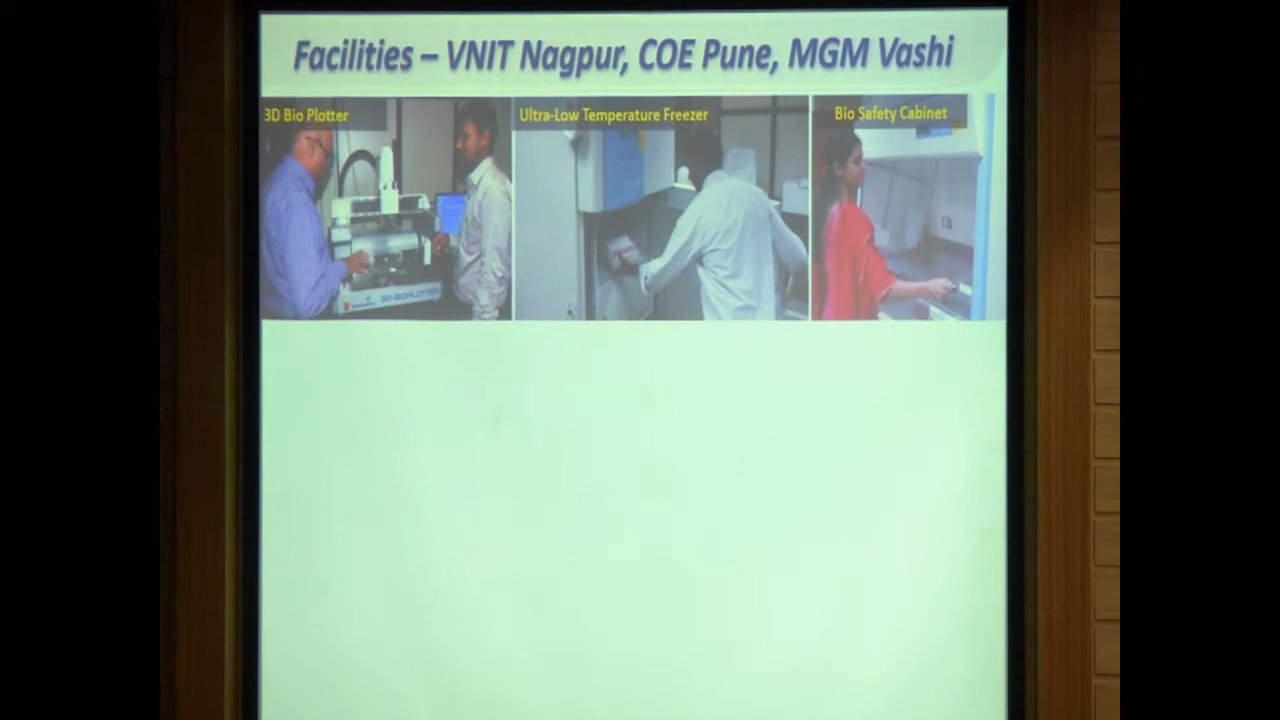 Facilities – VNIT Nagpur, COE Pune, MGM Vashi
3D Bio Plotter
Ultra-Low Temperature Freezer
Bio Safety Cabinet
3D-BIOPLOTTER